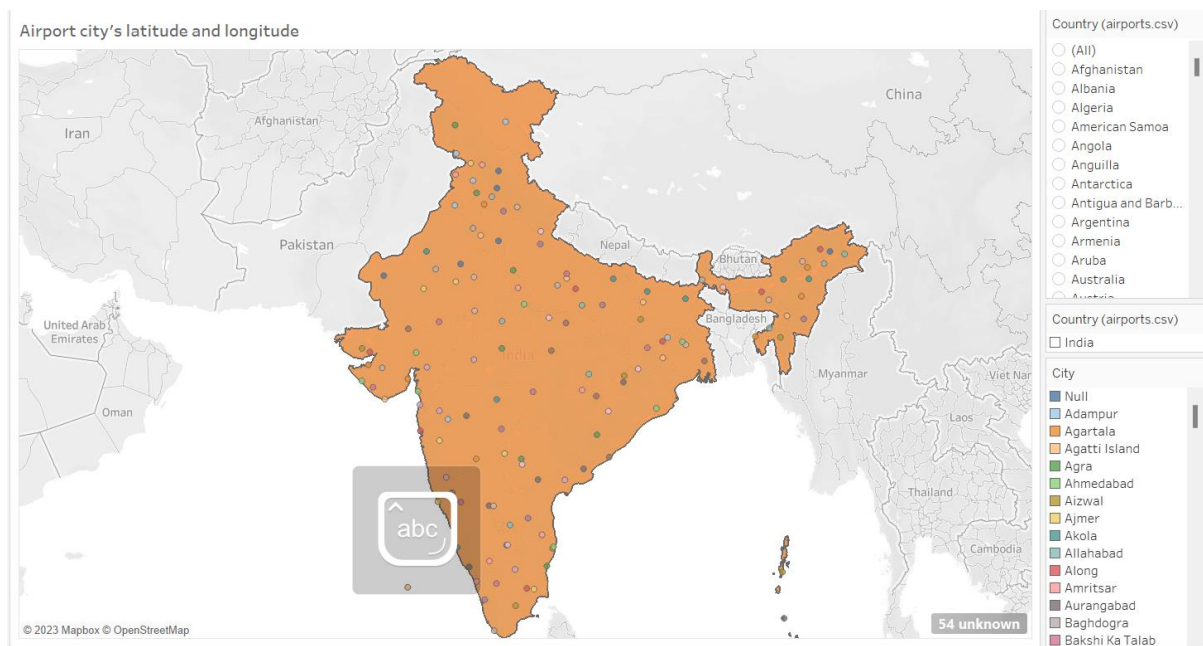 Airport city's latitude and longitude
Iran
Afghanistan
China
Pakistan
Nepal
Bhutan
United Arab
Emirates
Bangladesh
India
Oman
Myanmar
Viet Nar
Laos
Thailand
Cambodia
abc
© 2023 Mapbox © OpenStreetMap
54 unknown
Country (airports.csv)
(All)
Afghanistan
Albania
Algeria
American Samoa
Angola
Anguilla
Antarctica
Antigua and Barb...
Argentina
Armenia
Aruba
Australia
Austria
Country (airports.csv)
India
City
Null
Adampur
Agartala
Agatti Island
Agra
Ahmedabad
Aizwal
Ajmer
Akola
Allahabad
Along
Amritsar
Aurangabad
Baghdogra
Bakshi Ka Talab